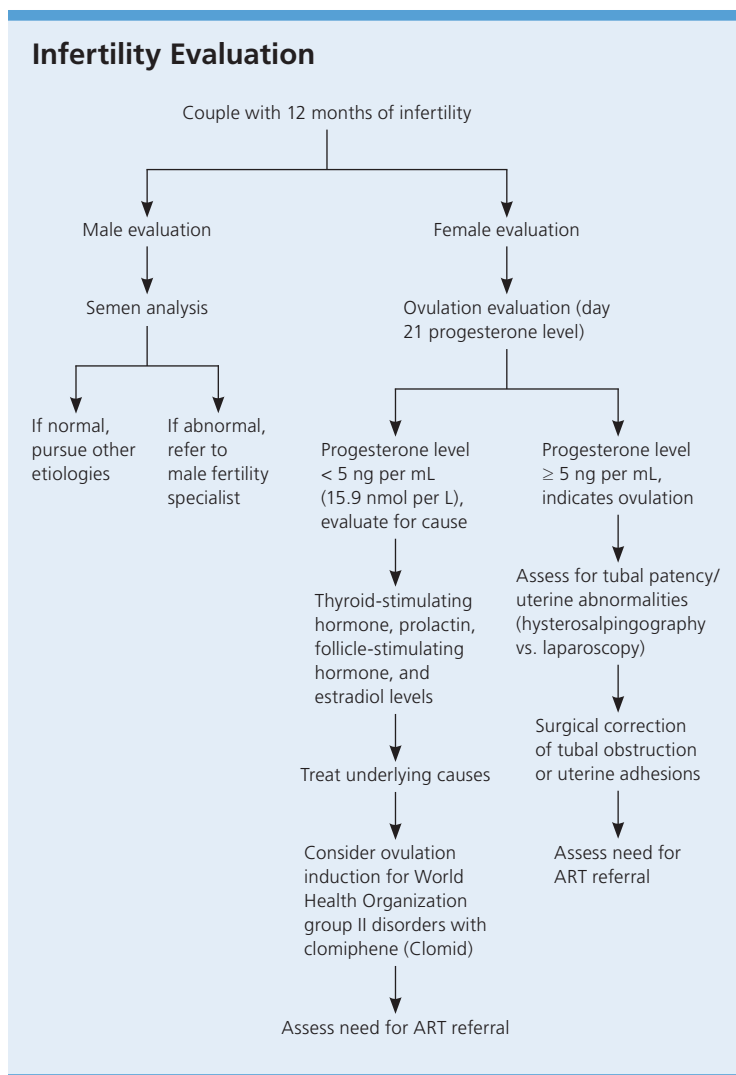 Infertility Evaluation
Couple with 12 months of infertility
Male evaluation
Female evaluation
Semen analysis
Ovulation evaluation (day
21 progesterone level)
If normal,
pursue other
etiologies
If abnormal,
refer to
male fertility
specialist
Progesterone level
< 5 ng per mL
(15.9 nmol per L),
evaluate for cause
Progesterone level
≥ 5 ng per mL,
indicates ovulation
Thyroid-stimulating
hormone, prolactin,
follicle-stimulating
hormone, and
estradiol levels
Assess for tubal patency/
uterine abnormalities
(hysterosalpingography
vs. laparoscopy)
Treat underlying causes
Surgical correction
of tubal obstruction
or uterine adhesions
Consider ovulation
induction for World
Health Organization
group II disorders with
clomiphene (Clomid)
Assess need for
ART referral
Assess need for ART referral